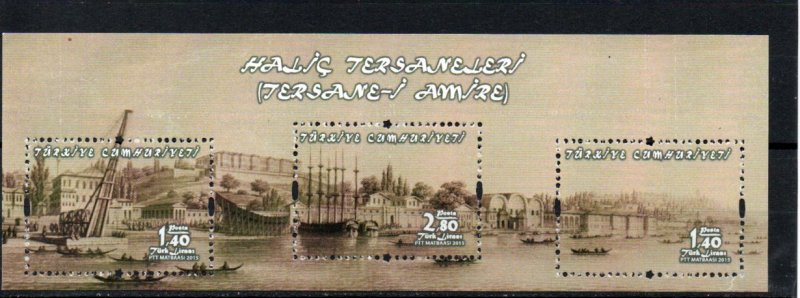 HALİÇ TERSANELERİ
(TERSANE-İ AMİRE)
TÜRKİYE CUMHURİYETİ
Posta
1.40
Türk Lirası
PTT MATBAASI 2015
TÜRKİYE CUMHURİYETİ
Posta
2.80
Türk Lirası
PTT MATBAASI 2015
TÜRKİYE CUMHURİYETİ
Posta
1.40
Türk Lirası
PTT MATBAASI 2015